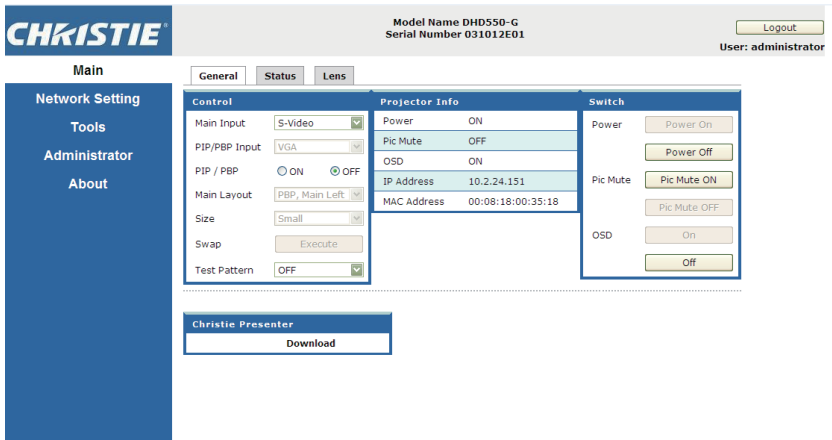 CHRISTIE
Model Name DHD550-G
Serial Number 031012E01
Logout
User: administrator
Main
Network Setting
Tools
Administrator
About
General Status Lens
Control
Main Input S-Video
PIP/PBP Input VGA
PIP / PBP ON OFF
Main Layout PBP, Main Left
Size Small
Swap Execute
Test Pattern OFF
Projector Info
Power ON
Pic Mute OFF
OSD ON
IP Address 10.2.24.151
MAC Address 00:08:18:00:35:18
Switch
Power Power On
Power Off
Pic Mute Pic Mute ON
Pic Mute OFF
OSD On
Off
Christie Presenter
Download